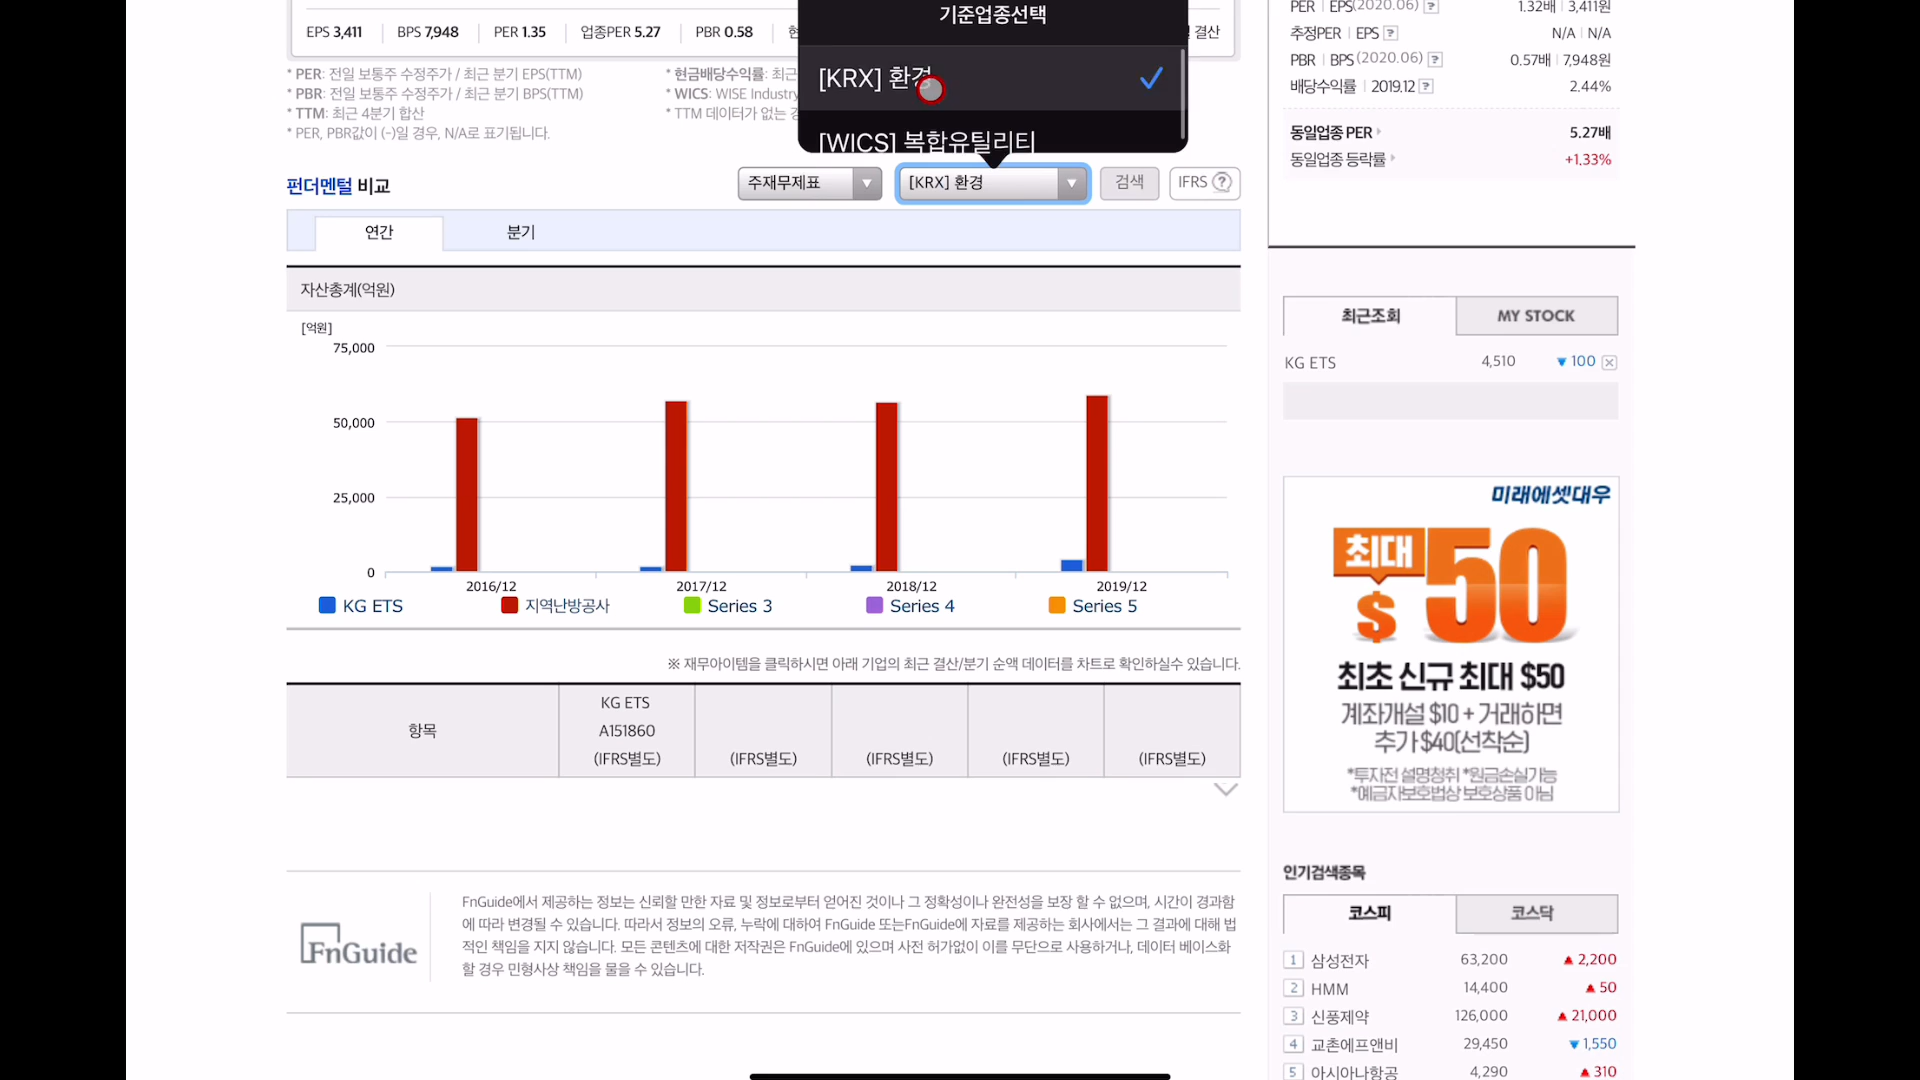 기준업종선택
[KRX] 환경
[WICS] 복합유틸리티
EPS 3,411 BPS 7,948 PER 1.35 업종PER 5.27 PBR 0.58
결산
* PER: 전일 보통주 수정주가 / 최근 분기 EPS(TTM)
* PBR: 전일 보통주 수정주가 / 최근 분기 BPS(TTM)
* TTM: 최근 4분기 합산
* PER, PBR값이 (-)일 경우, N/A로 표기됩니다.
* 현금배당수익률: 최근
* WICS: WISE Industry
* TTM 데이터가 없는 경
펀더멘털 비교
주재무제표
[KRX] 환경
검색
IFRS ?
연간 분기
자산총계(억원)
[억원]
75,000
50,000
25,000
0
2016/12 2017/12 2018/12 2019/12
KG ETS 지역난방공사 Series 3 Series 4 Series 5
※ 재무아이템을 클릭하시면 아래 기업의 최근 결산/분기 순액 데이터를 차트로 확인하실수 있습니다.
항목
KG ETS
A151860
(IFRS별도) (IFRS별도) (IFRS별도) (IFRS별도) (IFRS별도)
FnGuide
FnGuide에서 제공하는 정보는 신뢰할 만한 자료 및 정보로부터 얻어진 것이나 그 정확성이나 완전성을 보장 할 수 없으며, 시간이 경과함
에 따라 변경될 수 있습니다. 따라서 정보의 오류, 누락에 대하여 FnGuide 또는FnGuide에 자료를 제공하는 회사에서는 그 결과에 대해 법
적인 책임을 지지 않습니다. 모든 콘텐츠에 대한 저작권은 FnGuide에 있으며 사전 허가없이 이를 무단으로 사용하거나, 데이터 베이스화
할 경우 민형사상 책임을 물을 수 있습니다.
PER | EPS(2020.06) ? 1.32배 | 3,411원
추정PER | EPS ? N/A | N/A
PBR | BPS (2020.06) ? 0.57배 | 7,948원
배당수익률 | 2019.12 ? 2.44%
동일업종 PER 5.27배
동일업종 등락률 +1.33%
최근조회 MY STOCK
KG ETS 4,510 ▼ 100
미래에셋대우
최대
$50
최초 신규 최대 $50
계좌개설 $10 + 거래하면
추가 $40(선착순)
*투자전 설명청취 *원금손실가능
*예금자보호법상 보호상품 아님
인기검색종목
코스피 코스닥
1 삼성전자 63,200 ▲ 2,200
2 HMM 14,400 ▲ 50
3 신풍제약 126,000 ▲ 21,000
4 교촌에프앤비 29,450 ▼ 1,550
5 아시아나항공 4,290 ▲ 310